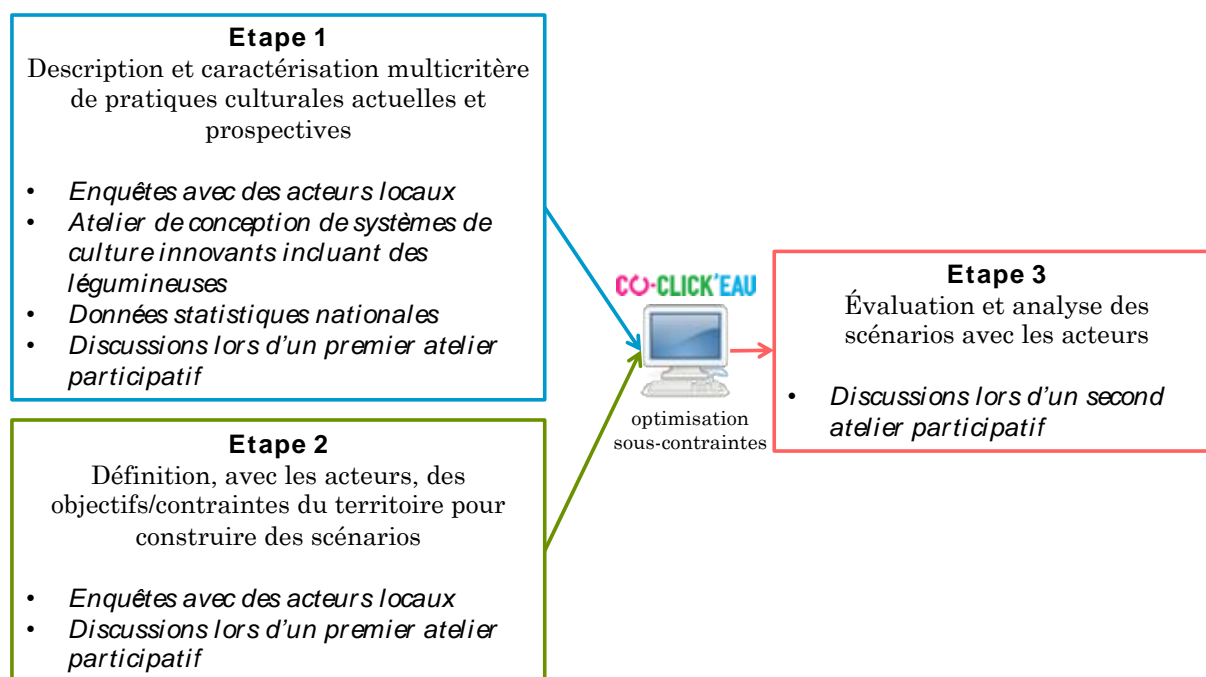 Etape 1
Description et caractérisation multicritère
de pratiques culturales actuelles et
prospectives
• Enquêtes avec des acteurs locaux
• Atelier de conception de systèmes de
culture innovants incluant des
légumineuses
• Données statistiques nationales
• Discussions lors d'un premier atelier
participatif
Etape 2
Définition, avec les acteurs, des
objectifs/contraintes du territoire pour
construire des scénarios
• Enquêtes avec des acteurs locaux
• Discussions lors d'un premier atelier
participatif
CO-CLICK'EAU
optimisation
sous-contraintes
Etape 3
Évaluation et analyse des
scénarios avec les acteurs
• Discussions lors d'un second
atelier participatif